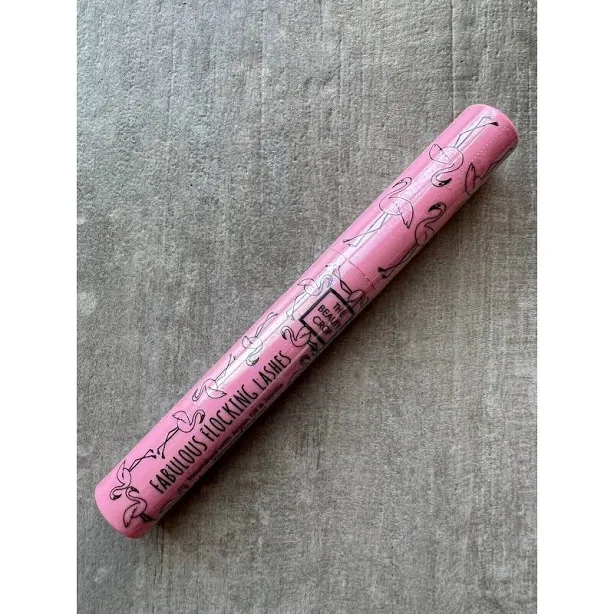 THE
BEAUTY
CROP
FABULOUS FLOCKING LASHES